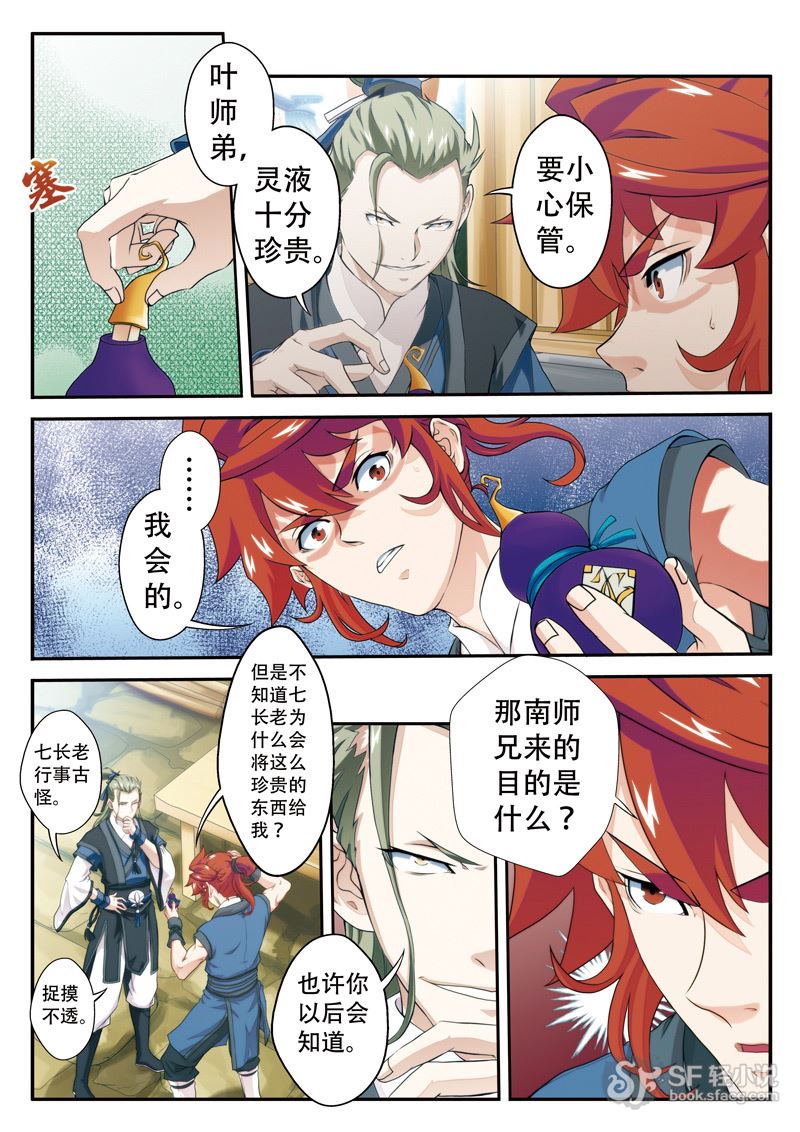 塞
叶师弟，
灵液
十分
珍贵。
要小
心保
管。
……
我会
的。
不七为会么给
是道老什这的
但知长么贵西
什将珍东我？
七长老
行事古
怪。
捉摸
不透。
那南师
兄来的
目的是
什么？
也许你
以后会
知道。
SF 轻小说
book.sfacg.com